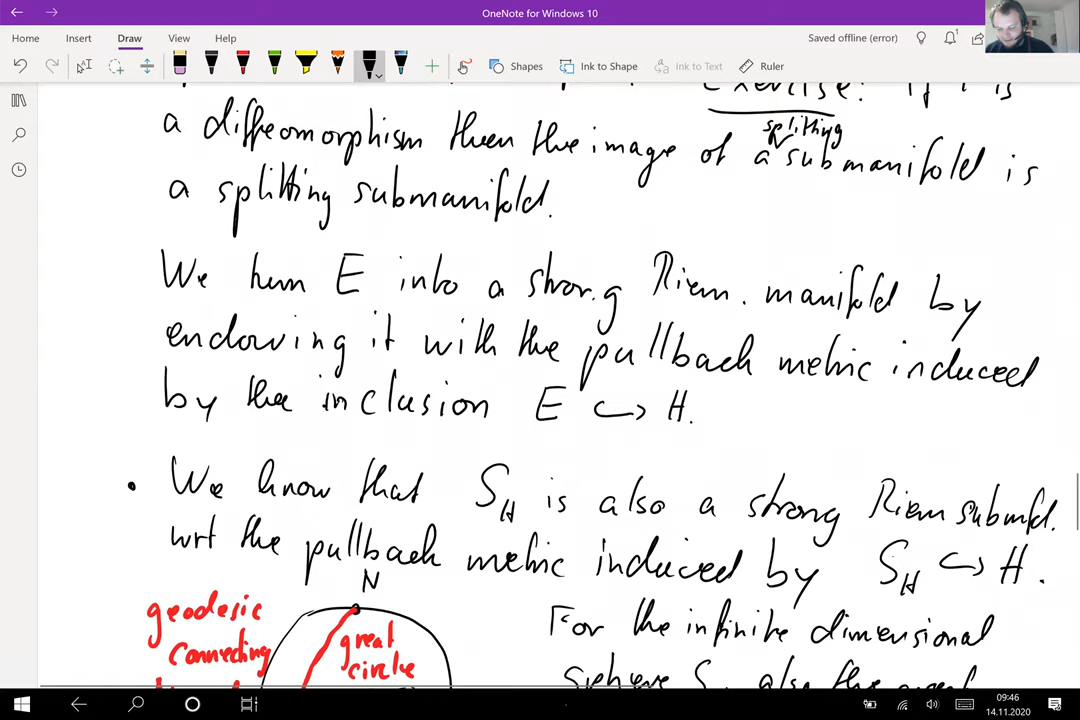 OneNote for Windows 10
Home Insert Draw View Help
Saved offline (error)
Shapes Ink to Shape Ink to Text Ruler
Exercise: If f is
a diffeomorphism then the image of a splitting submanifold is
a splitting submanifold.
We turn E into a strong Riem. manifold by
endowing it with the pullback metric induced
by the inclusion E ↪ H.
• We know that S_H is also a strong Riem submfd.
wrt the pullback metric induced by S_H ↪ H.
N
geodesic
connecting
great
circle
For the infinite dimensional
sphere S also the great
09:46
14.11.2020